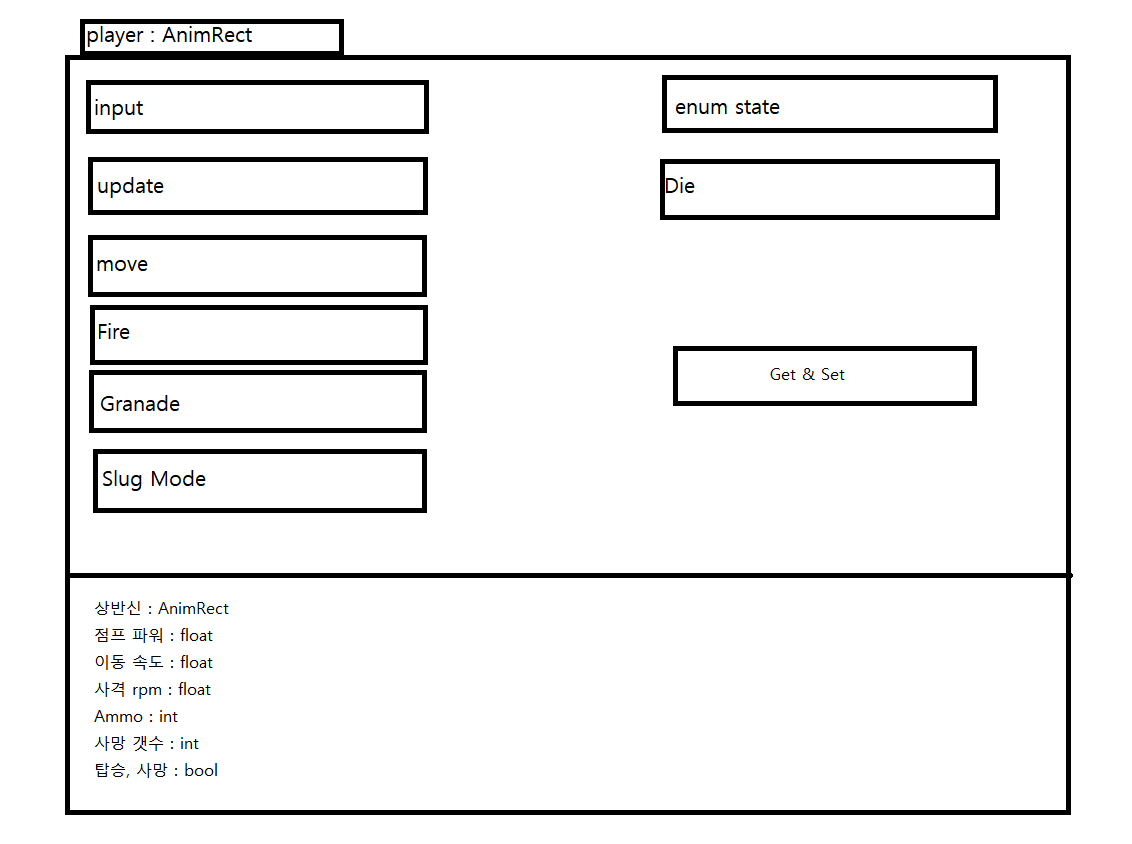 player : AnimRect
input
update
move
Fire
Granade
Slug Mode
enum state
Die
Get & Set
상반신 : AnimRect
점프 파워 : float
이동 속도 : float
사격 rpm : float
Ammo : int
사망 갯수 : int
탑승, 사망 : bool